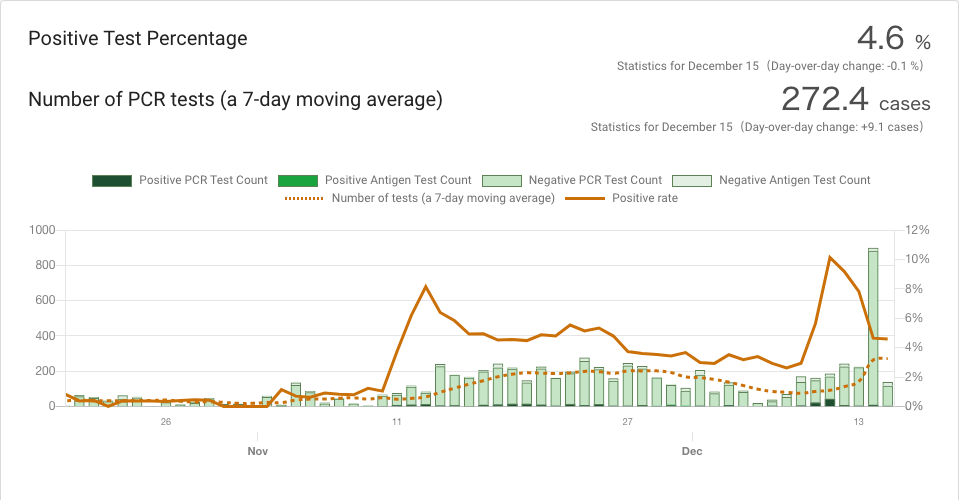 Positive Test Percentage
4.6 %
Statistics for December 15（Day-over-day change: -0.1 %）
Number of PCR tests (a 7-day moving average)
272.4 cases
Statistics for December 15（Day-over-day change: +9.1 cases）
Positive PCR Test Count Positive Antigen Test Count Negative PCR Test Count Negative Antigen Test Count
Number of tests (a 7-day moving average) Positive rate
1000 12%
10%
800
8%
600
6%
400
4%
200
2%
0 0%
26 11 27 13
Nov Dec